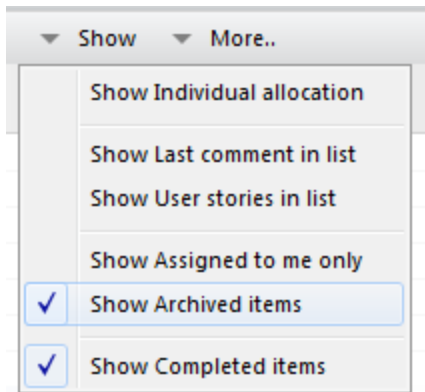 Show More..
Show Individual allocation
Show Last comment in list
Show User stories in list
Show Assigned to me only
Show Archived items
Show Completed items